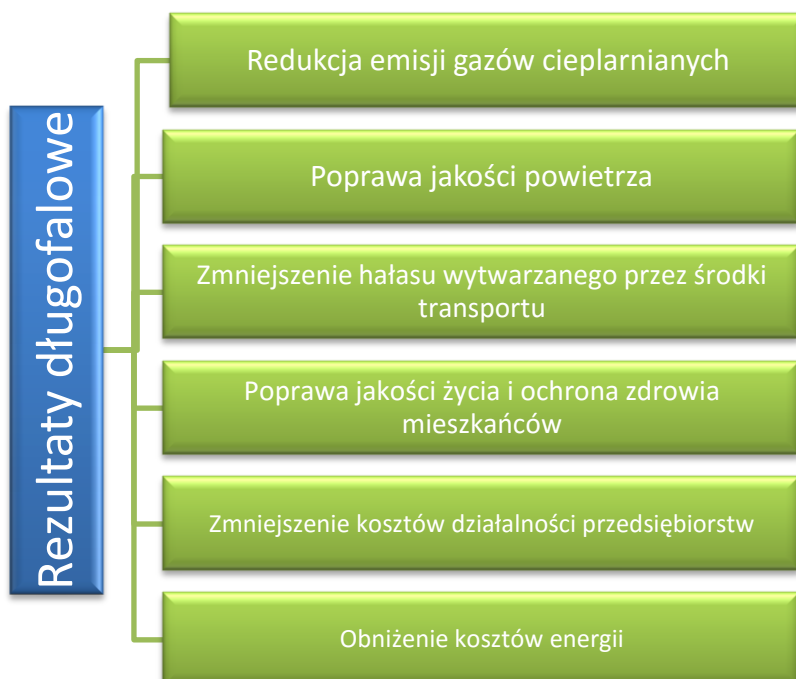 Rezultaty długofalowe
Redukcja emisji gazów cieplarnianych
Poprawa jakości powietrza
Zmniejszenie hałasu wytwarzanego przez środki
transportu
Poprawa jakości życia i ochrona zdrowia
mieszkańców
Zmniejszenie kosztów działalności przedsiębiorstw
Obniżenie kosztów energii